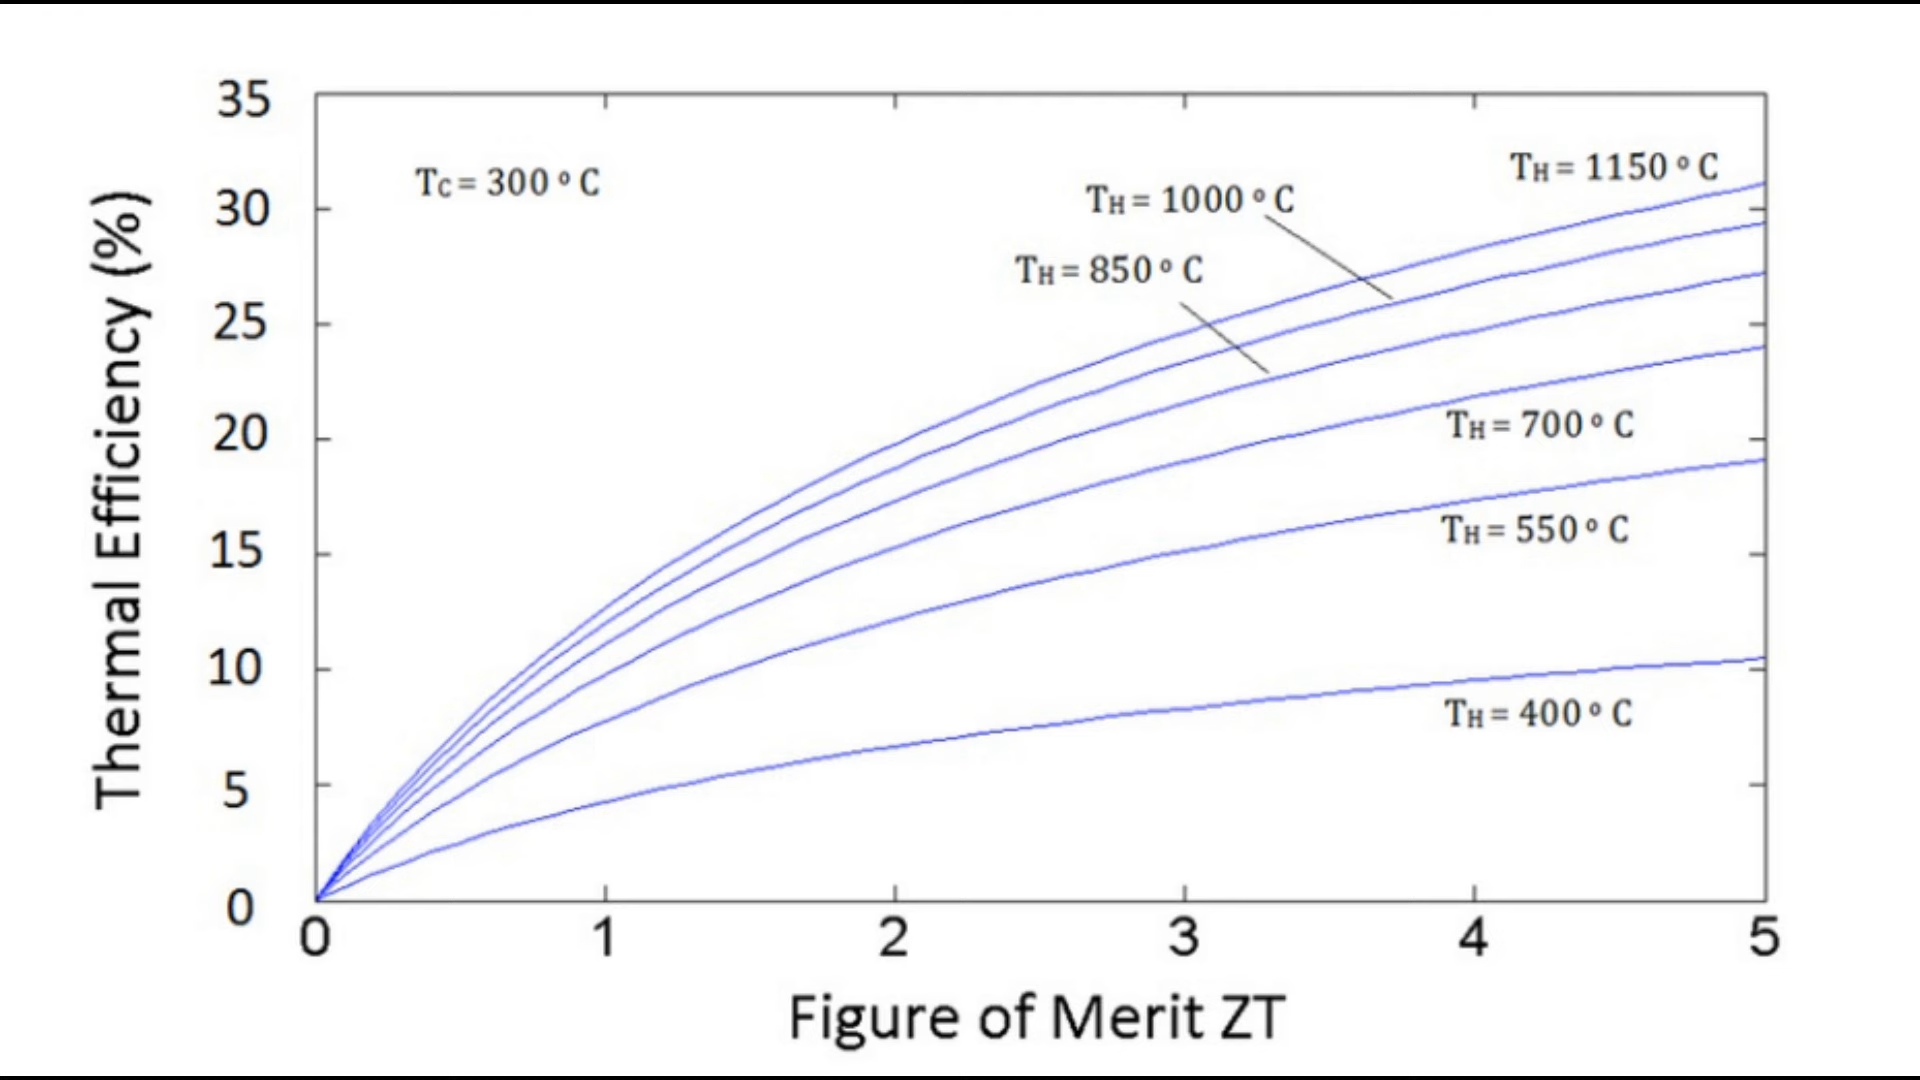 35
30
25
20
15
10
5
0
Thermal Efficiency (%)
TC = 300 ° C
TH = 1150 ° C
TH = 1000 ° C
TH = 850 ° C
TH = 700 ° C
TH = 550 ° C
TH = 400 ° C
0 1 2 3 4 5
Figure of Merit ZT